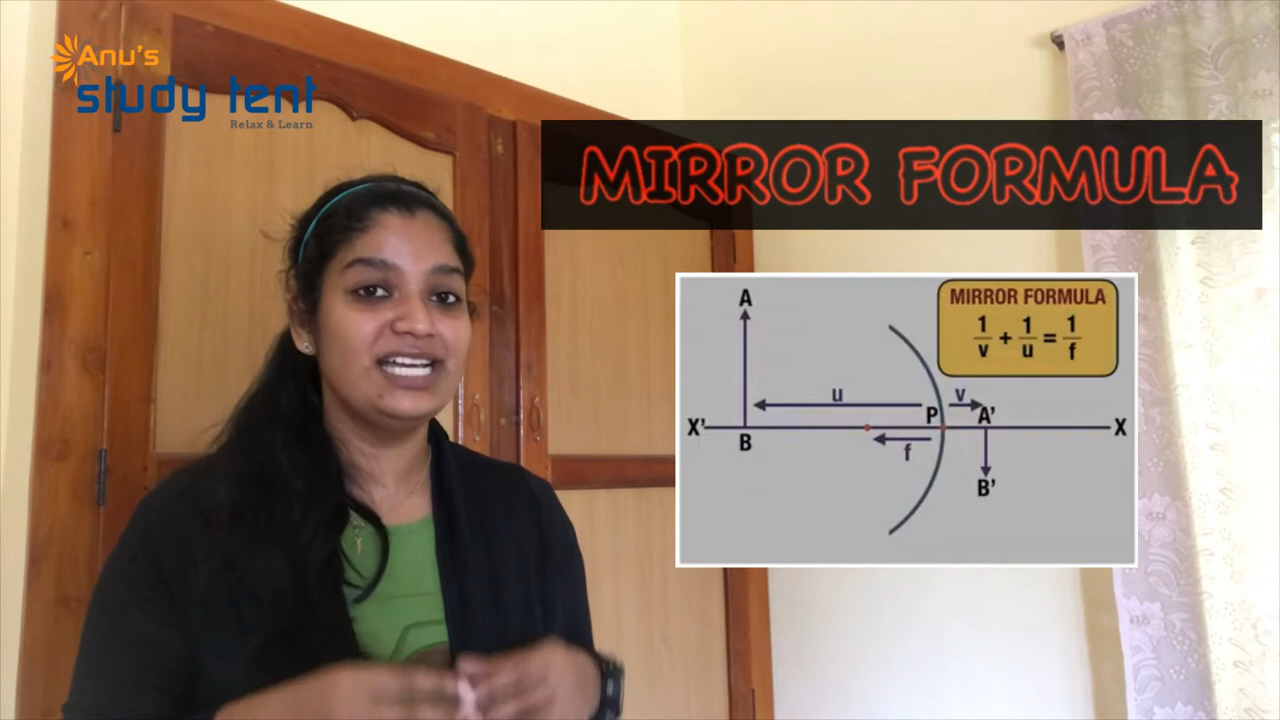 Anu's
study tent
Relax & Learn
MIRROR FORMULA
MIRROR FORMULA
1/v + 1/u = 1/f
A
u
v
P
A'
X'
X
B
f
B'